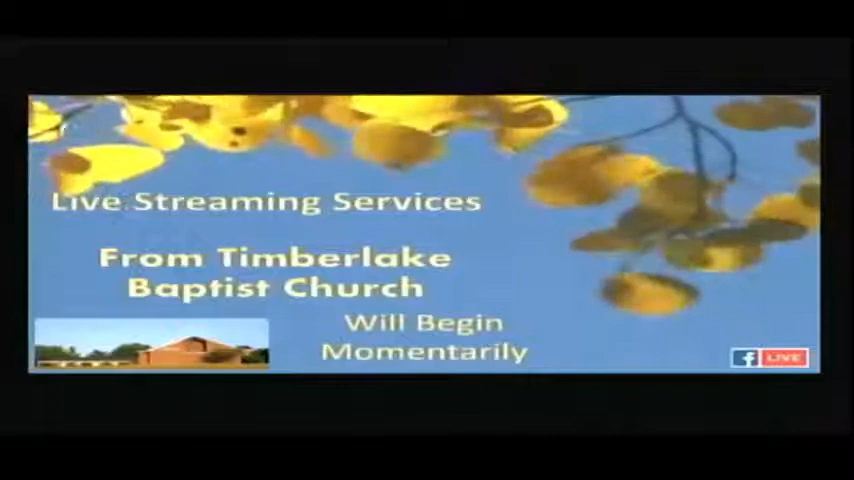 Live Streaming Services
From Timberlake
Baptist Church
Will Begin
Momentarily
f LIVE